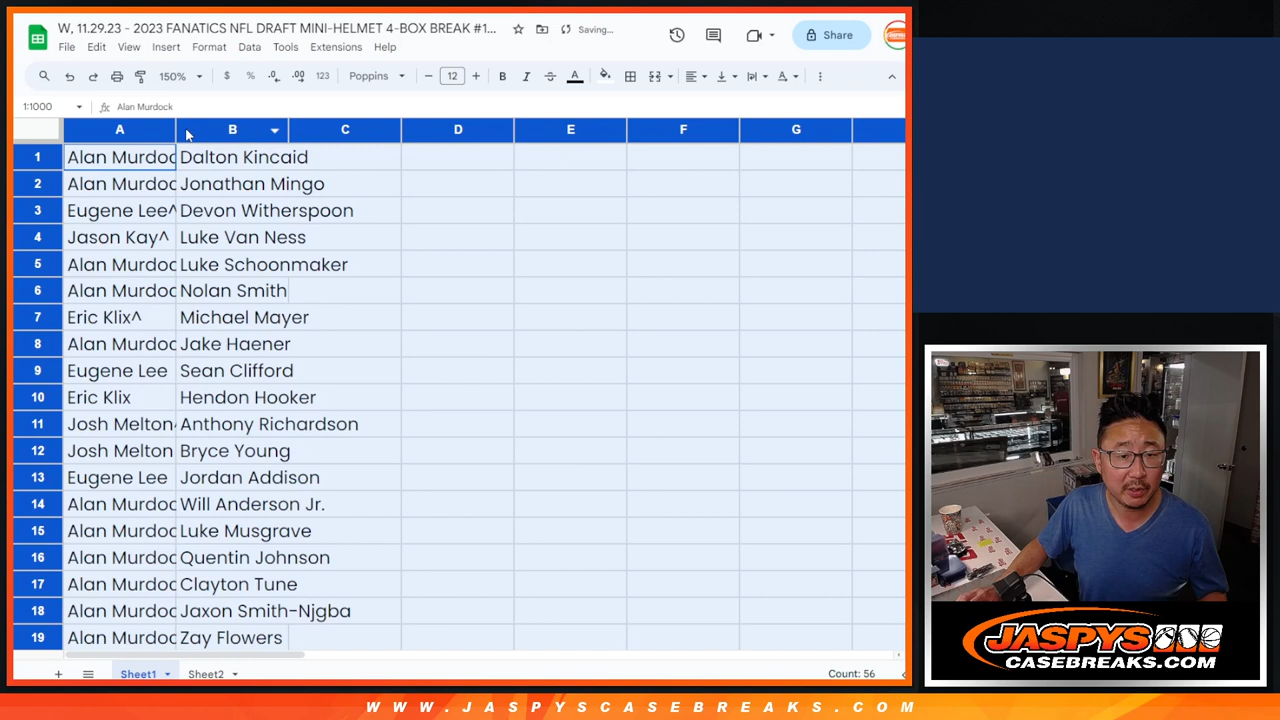 W, 11.29.23 - 2023 FANATICS NFL DRAFT MINI-HELMET 4-BOX BREAK #1...
Saving...
Share
File Edit View Insert Format Data Tools Extensions Help
150% $ % .0 .00 123 Poppins 12 B I A
1:1000 fx Alan Murdock
A B C D E F G
1 Alan Murdoc Dalton Kincaid
2 Alan Murdoc Jonathan Mingo
3 Eugene Lee^ Devon Witherspoon
4 Jason Kay^ Luke Van Ness
5 Alan Murdoc Luke Schoonmaker
6 Alan Murdoc Nolan Smith
7 Eric Klix^ Michael Mayer
8 Alan Murdoc Jake Haener
9 Eugene Lee Sean Clifford
10 Eric Klix Hendon Hooker
11 Josh Melton^ Anthony Richardson
12 Josh Melton Bryce Young
13 Eugene Lee Jordan Addison
14 Alan Murdoc Will Anderson Jr.
15 Alan Murdoc Luke Musgrave
16 Alan Murdoc Quentin Johnson
17 Alan Murdoc Clayton Tune
18 Alan Murdoc Jaxon Smith-Njgba
19 Alan Murdoc Zay Flowers
Sheet1 Sheet2 Count: 56
JASPYS
CASEBREAKS.COM
WWW.JASPYSCASEBREAKS.COM